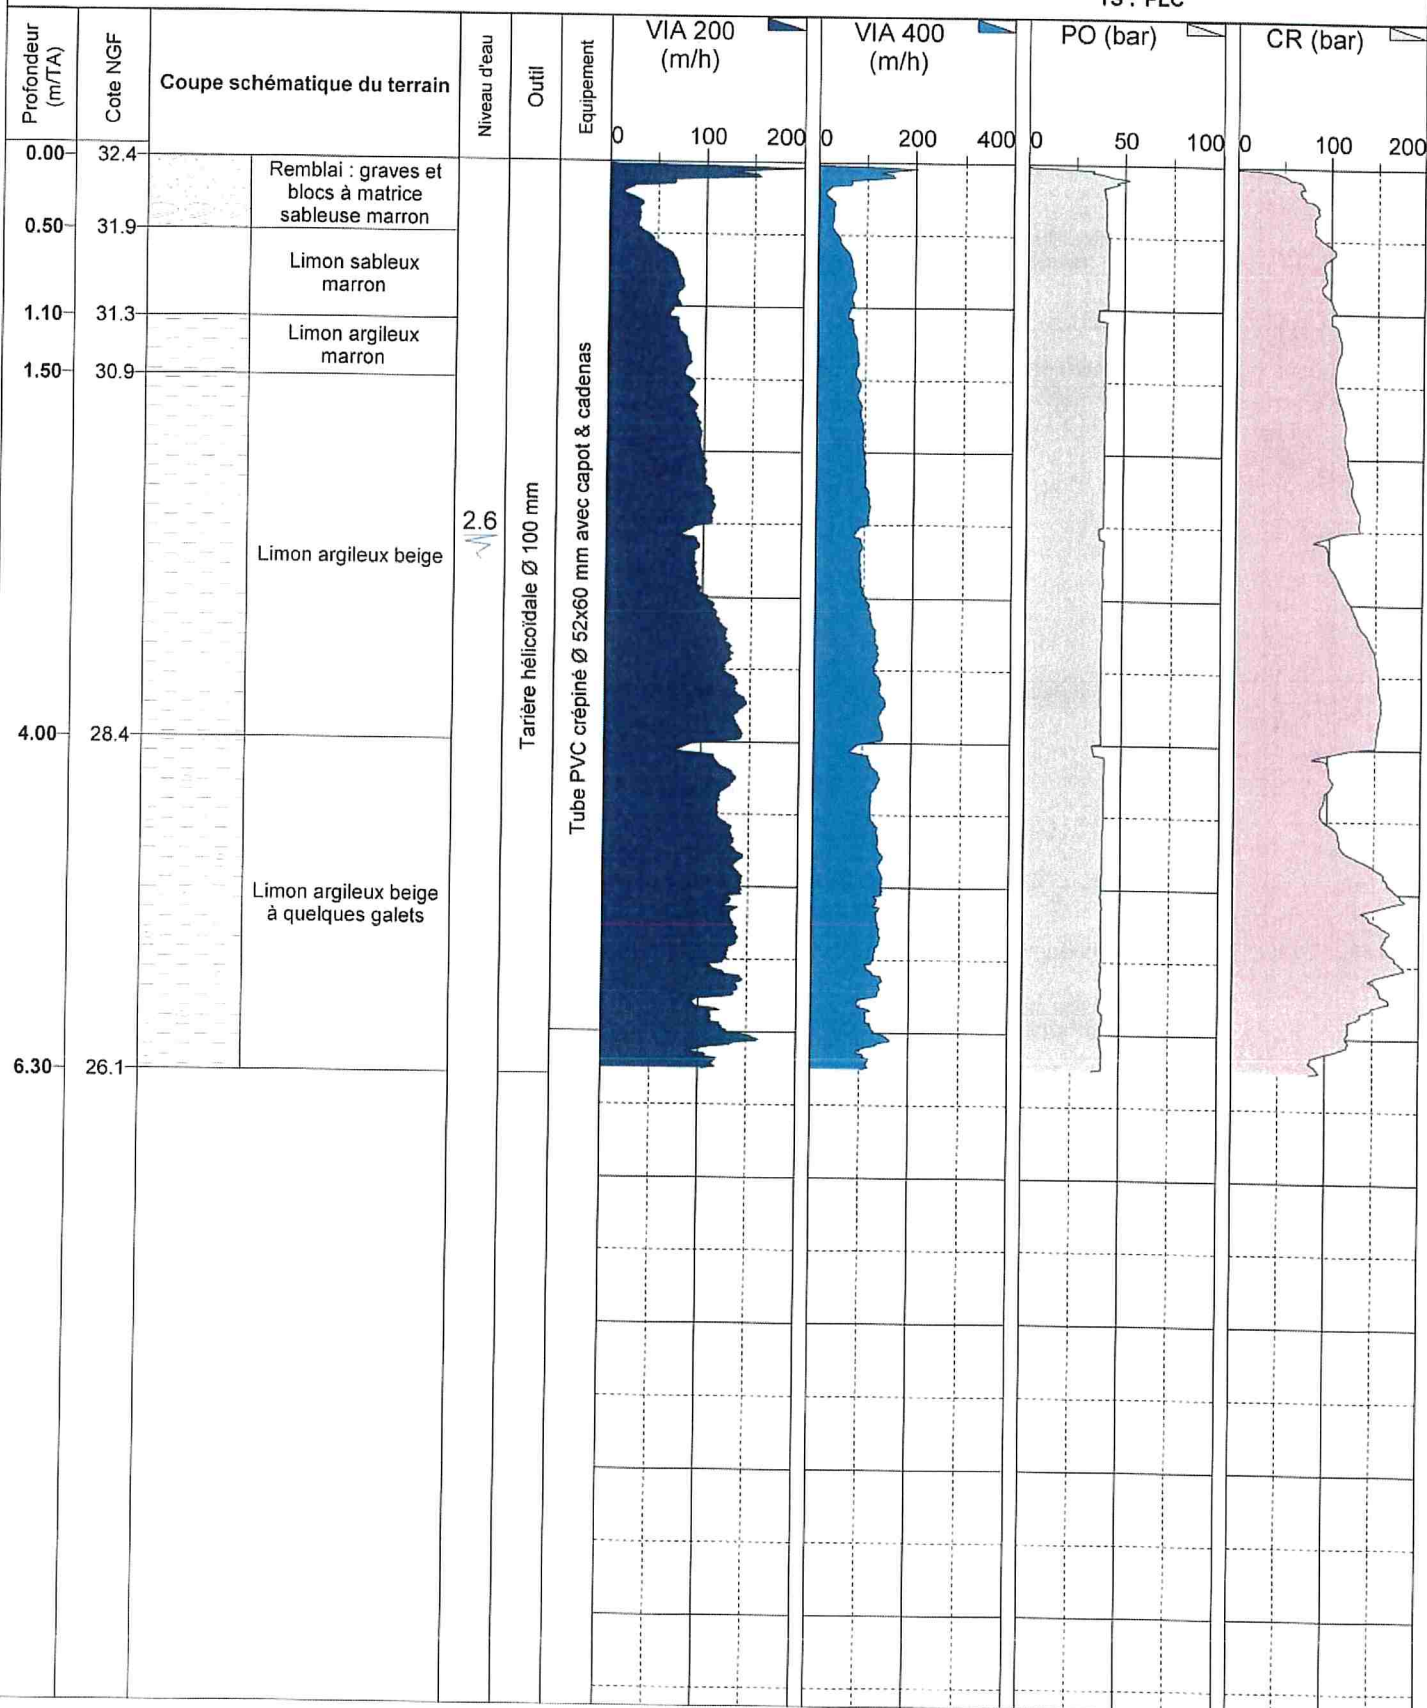 TS : PLC
Profondeur
(m/TA)
Cote NGF
Coupe schématique du terrain
Niveau d'eau
Outil
Equipement
VIA 200
(m/h)
VIA 400
(m/h)
PO (bar)
CR (bar)
0 100 200
0 200 400
0 50 100
0 100 200
0.00
32.4
Remblai : graves et
blocs à matrice
sableuse marron
0.50
31.9
Limon sableux
marron
1.10
31.3
Limon argileux
marron
1.50
30.9
Limon argileux beige
2.6
Tarière hélicoïdale Ø 100 mm
Tube PVC crépiné Ø 52x60 mm avec capot & cadenas
4.00
28.4
Limon argileux beige
à quelques galets
6.30
26.1